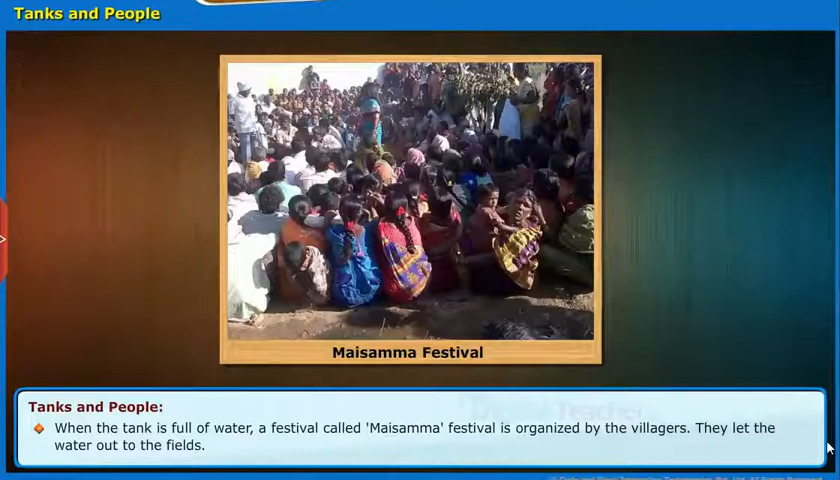 Tanks and People
Maisamma Festival
Tanks and People:
When the tank is full of water, a festival called 'Maisamma' festival is organized by the villagers. They let the
water out to the fields.